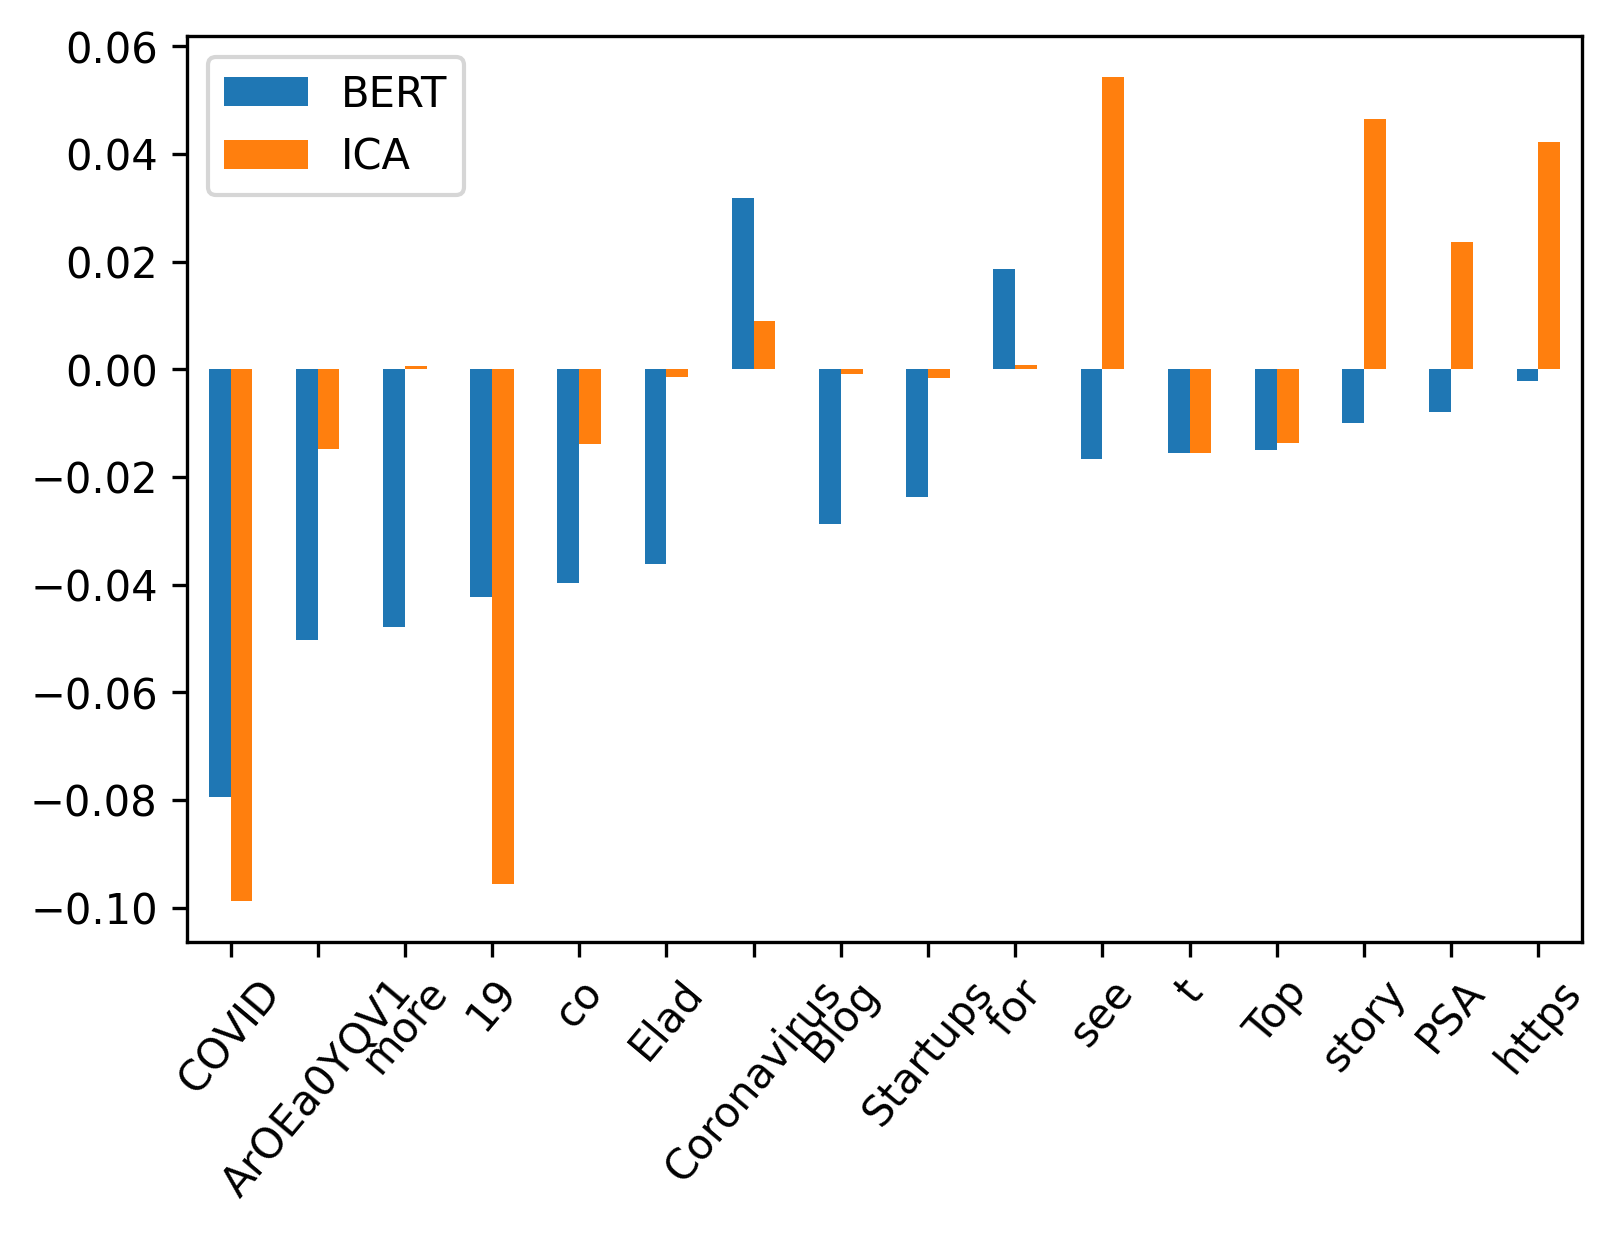 0.06
0.04
0.02
0.00
−0.02
−0.04
−0.06
−0.08
−0.10
BERT
ICA
COVID
ArOEa0YQV1
more
19
co
Elad
Coronavirus
Blog
Startups
for
see
t
Top
story
PSA
https